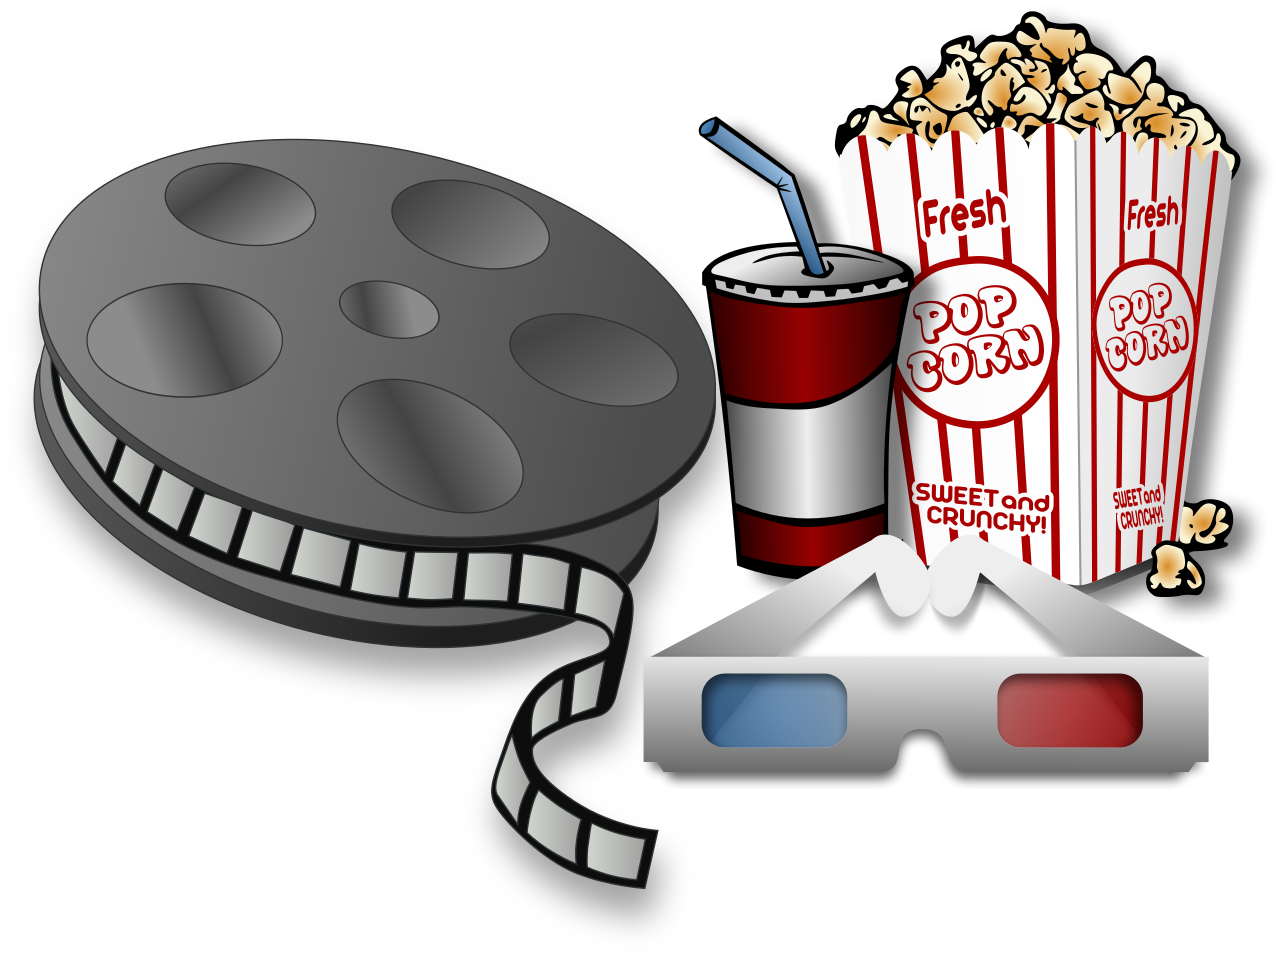 Fresh
POP
CORN
SWEET and
CRUNCHY!
Fresh
POP
CORN
SWEET and
CRUNCHY!